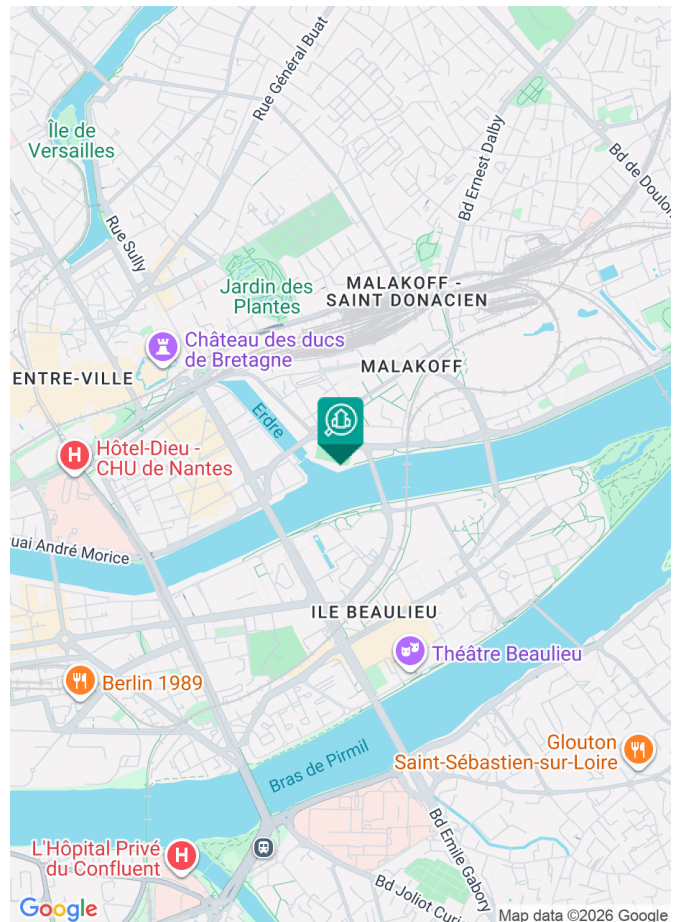 Rue Général Buat
Île de
Versailles
Bd Ernest Dalby
Bd de Doulon
Rue Sully
Jardin des
Plantes
MALAKOFF -
SAINT DONACIEN
Château des ducs
de Bretagne
MALAKOFF
ENTRE-VILLE
Erdre
H
Hôtel-Dieu -
CHU de Nantes
uai André Morice
ILE BEAULIEU
Théâtre Beaulieu
Berlin 1989
Glouton
Saint-Sébastien-sur-Loire
Bras de Pirmil
Bd Emile Gabory
L'Hôpital Privé
du Confluent
H
Bd Joliot Curi
Google
Map data ©2026 Google